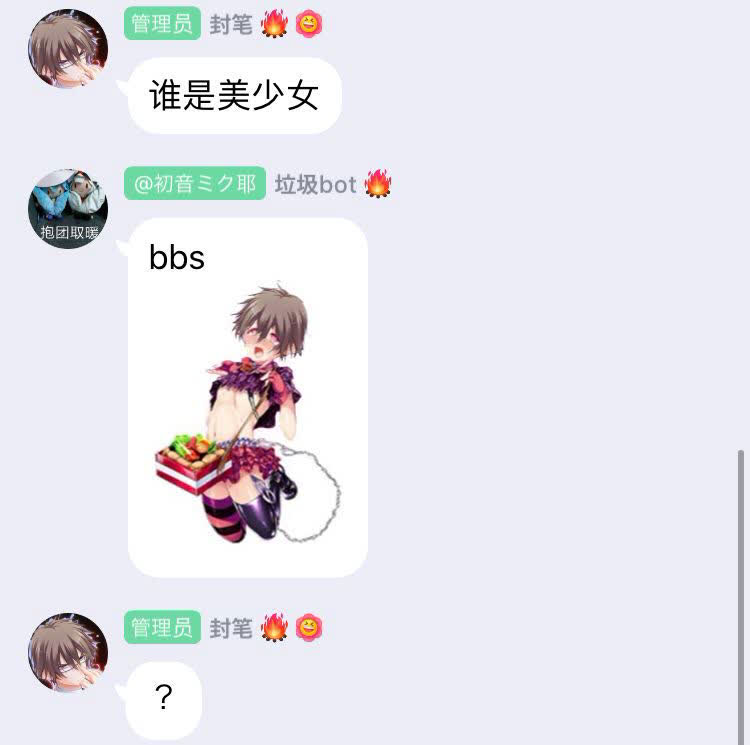 管理员 封笔
谁是美少女
@初音ミク耶 垃圾bot
抱团取暖
bbs
管理员 封笔
？